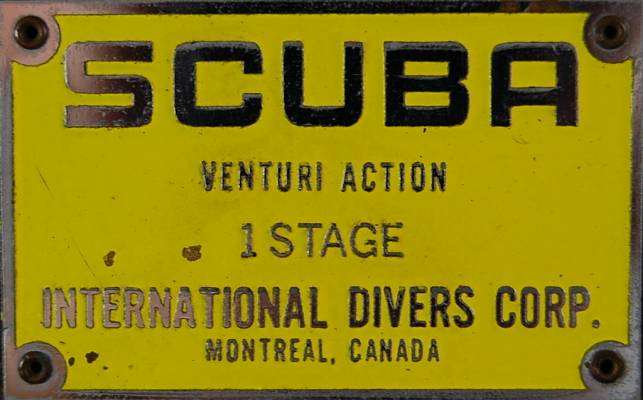 SCUBA
VENTURI ACTION
1 STAGE
INTERNATIONAL DIVERS CORP.
MONTREAL, CANADA